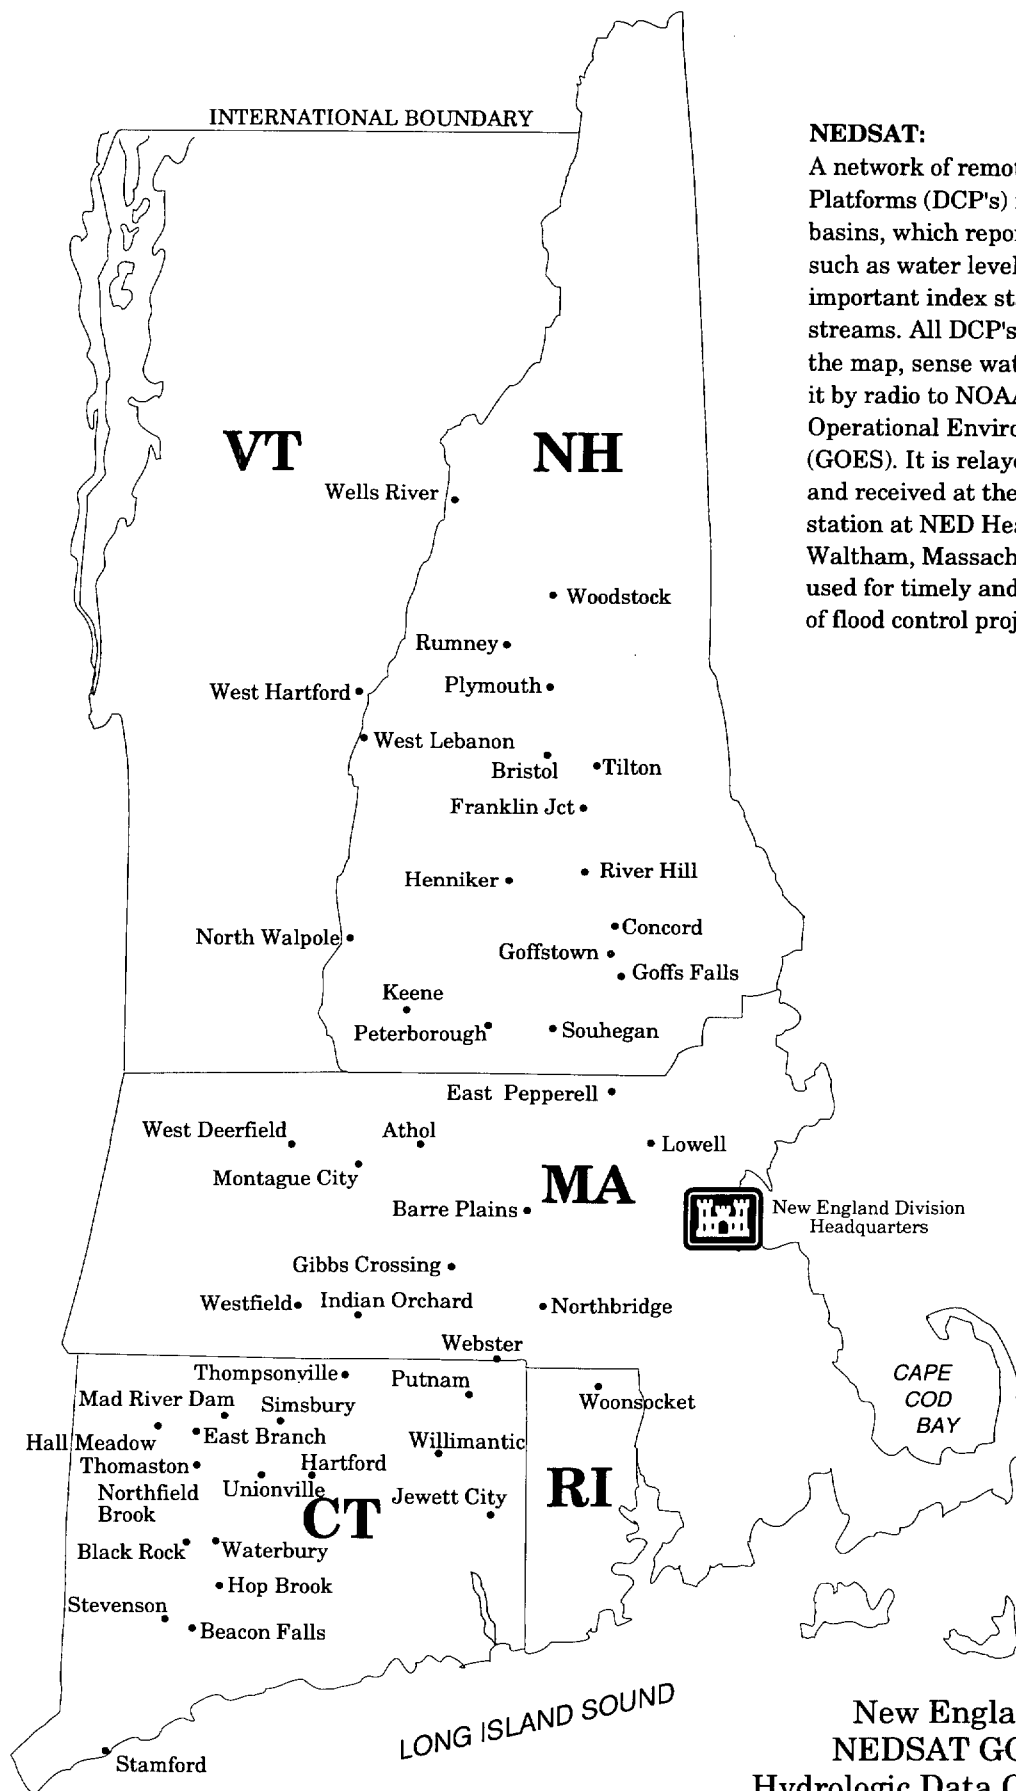 INTERNATIONAL BOUNDARY
NEDSAT:
A network of remot
Platforms (DCP's)
basins, which repor
such as water level
important index st
streams. All DCP's
the map, sense wat
it by radio to NOAA
Operational Enviro
(GOES). It is relaye
and received at the
station at NED Hea
Waltham, Massach
used for timely and
of flood control proj
VT
NH
Wells River
Woodstock
Rumney
Plymouth
West Hartford
West Lebanon
Bristol
Tilton
Franklin Jct
Henniker
River Hill
Concord
North Walpole
Goffstown
Goffs Falls
Keene
Peterborough
Souhegan
East Pepperell
West Deerfield
Athol
Lowell
Montague City
MA
Barre Plains
New England Division
Headquarters
Gibbs Crossing
Westfield
Indian Orchard
Northbridge
Webster
Thompsonville
Putnam
CAPE
COD
BAY
Mad River Dam
Simsbury
Woonsocket
Hall Meadow
East Branch
Willimantic
Thomaston
Hartford
Unionville
Northfield
Brook
CT
Jewett City
RI
Black Rock
Waterbury
Hop Brook
Stevenson
Beacon Falls
LONG ISLAND SOUND
Stamford
New Engla
NEDSAT GO
Hydrologic Data C